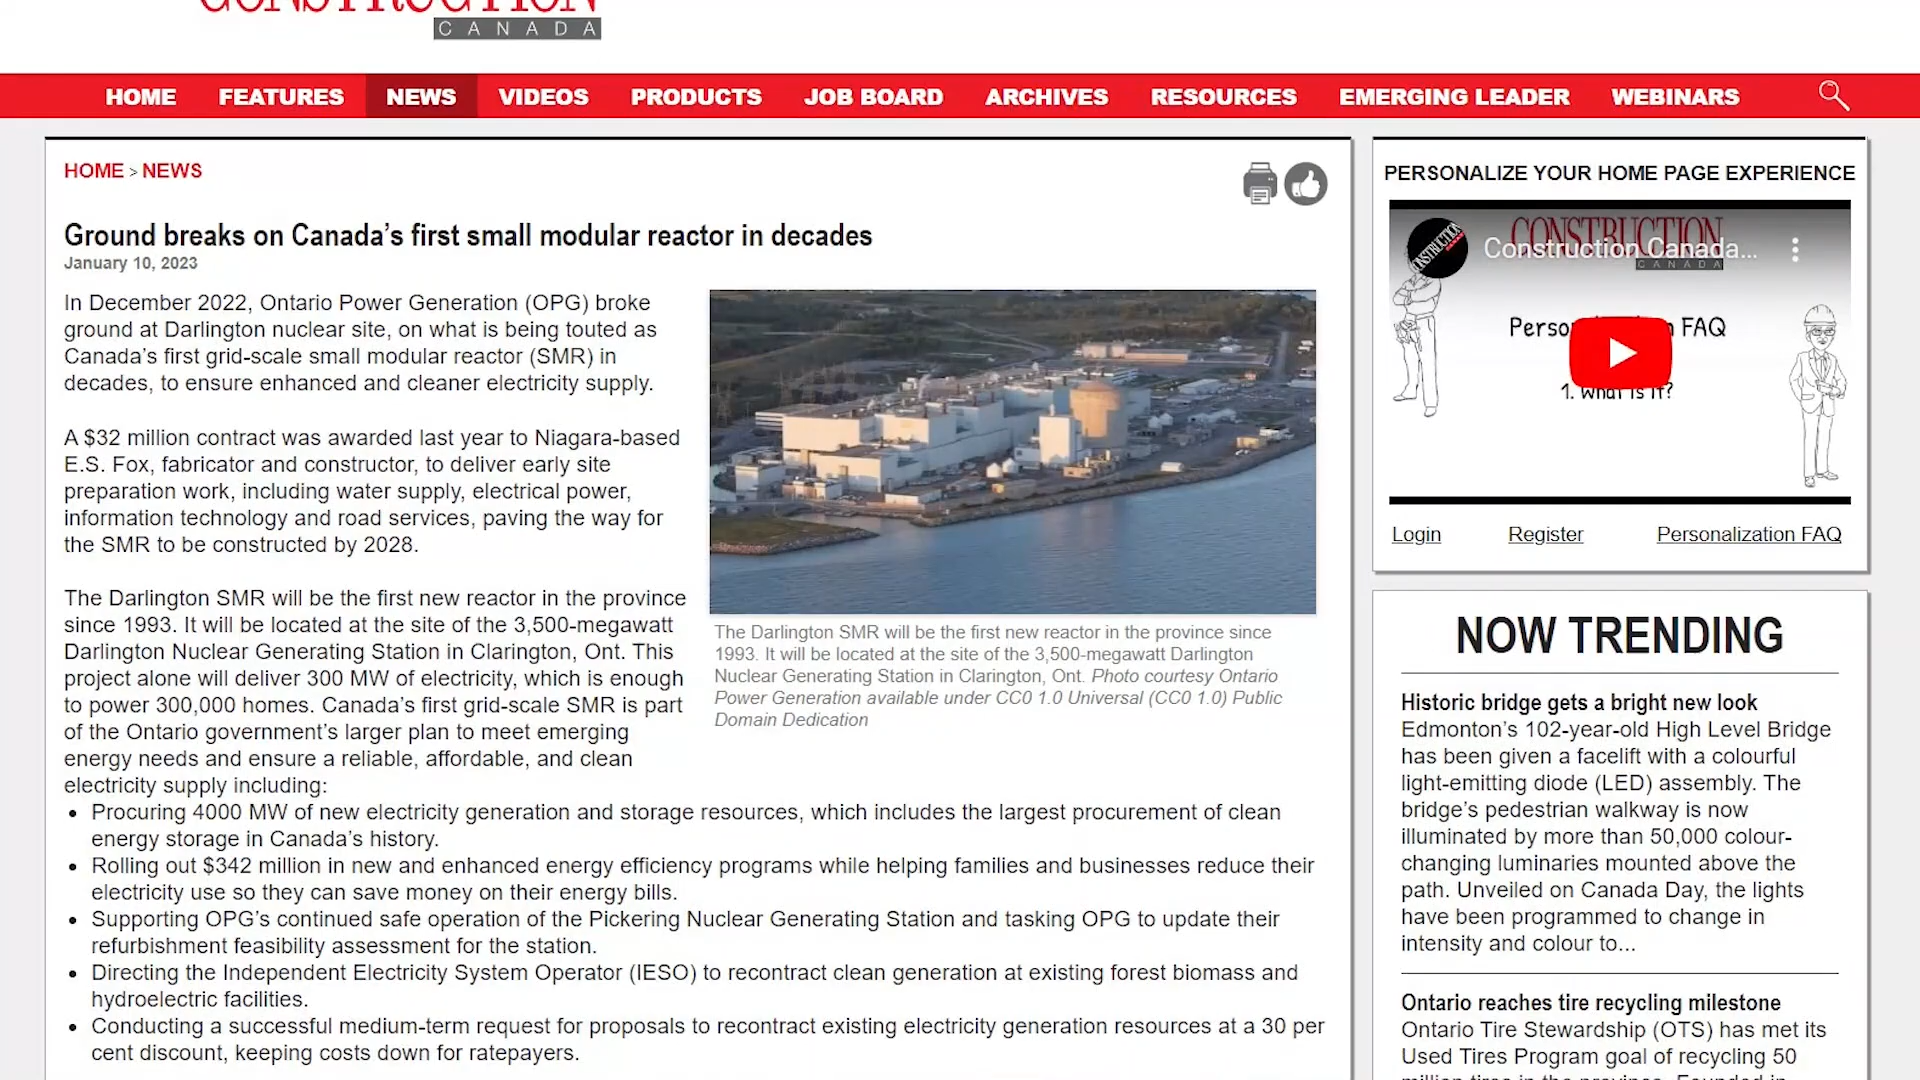 CONSTRUCTION
CANADA
HOME FEATURES NEWS VIDEOS PRODUCTS JOB BOARD ARCHIVES RESOURCES EMERGING LEADER WEBINARS
HOME > NEWS
Ground breaks on Canada's first small modular reactor in decades
January 10, 2023
In December 2022, Ontario Power Generation (OPG) broke
ground at Darlington nuclear site, on what is being touted as
Canada's first grid-scale small modular reactor (SMR) in
decades, to ensure enhanced and cleaner electricity supply.
A $32 million contract was awarded last year to Niagara-based
E.S. Fox, fabricator and constructor, to deliver early site
preparation work, including water supply, electrical power,
information technology and road services, paving the way for
the SMR to be constructed by 2028.
The Darlington SMR will be the first new reactor in the province
since 1993. It will be located at the site of the 3,500-megawatt
Darlington Nuclear Generating Station in Clarington, Ont. This
project alone will deliver 300 MW of electricity, which is enough
to power 300,000 homes. Canada's first grid-scale SMR is part
of the Ontario government's larger plan to meet emerging
energy needs and ensure a reliable, affordable, and clean
electricity supply including:
• Procuring 4000 MW of new electricity generation and storage resources, which includes the largest procurement of clean
energy storage in Canada's history.
• Rolling out $342 million in new and enhanced energy efficiency programs while helping families and businesses reduce their
electricity use so they can save money on their energy bills.
• Supporting OPG's continued safe operation of the Pickering Nuclear Generating Station and tasking OPG to update their
refurbishment feasibility assessment for the station.
• Directing the Independent Electricity System Operator (IESO) to recontract clean generation at existing forest biomass and
hydroelectric facilities.
• Conducting a successful medium-term request for proposals to recontract existing electricity generation resources at a 30 per
cent discount, keeping costs down for ratepayers.
The Darlington SMR will be the first new reactor in the province since
1993. It will be located at the site of the 3,500-megawatt Darlington
Nuclear Generating Station in Clarington, Ont. Photo courtesy Ontario
Power Generation available under CC0 1.0 Universal (CC0 1.0) Public
Domain Dedication
PERSONALIZE YOUR HOME PAGE EXPERIENCE
CONSTRUCTION
CONSTRUCTION
Construction Canada...
CANADA
FAQ
1. What is it?
Login Register Personalization FAQ
NOW TRENDING
Historic bridge gets a bright new look
Edmonton's 102-year-old High Level Bridge
has been given a facelift with a colourful
light-emitting diode (LED) assembly. The
bridge's pedestrian walkway is now
illuminated by more than 50,000 colour-
changing luminaries mounted above the
path. Unveiled on Canada Day, the lights
have been programmed to change in
intensity and colour to...
Ontario reaches tire recycling milestone
Ontario Tire Stewardship (OTS) has met its
Used Tires Program goal of recycling 50
million tires in the province. Founded in